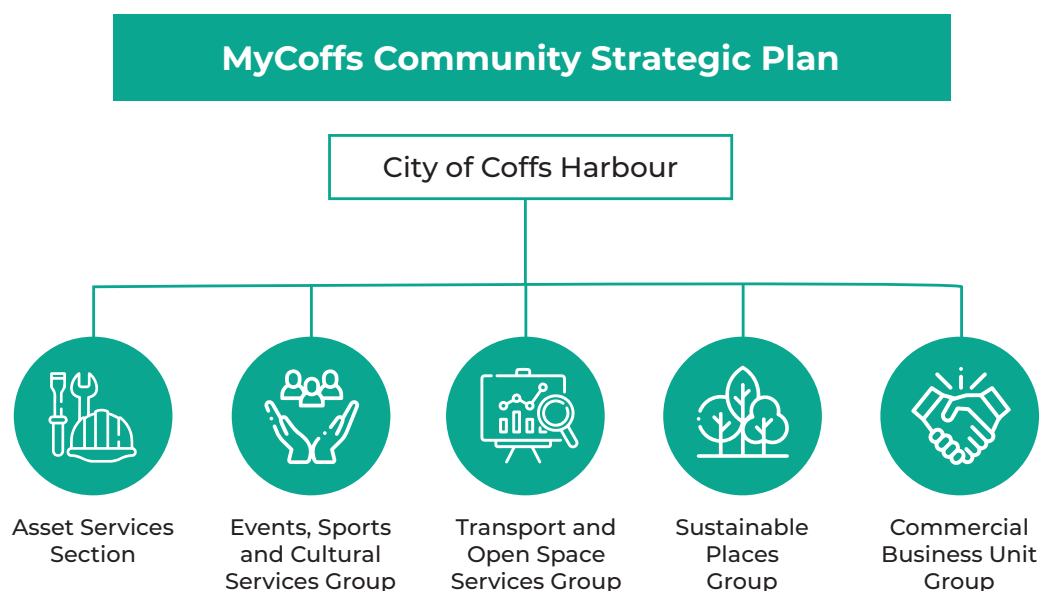 MyCoffs Community Strategic Plan
City of Coffs Harbour
Asset Services
Section
Events, Sports
and Cultural
Services Group
Transport and
Open Space
Services Group
Sustainable
Places
Group
Commercial
Business Unit
Group